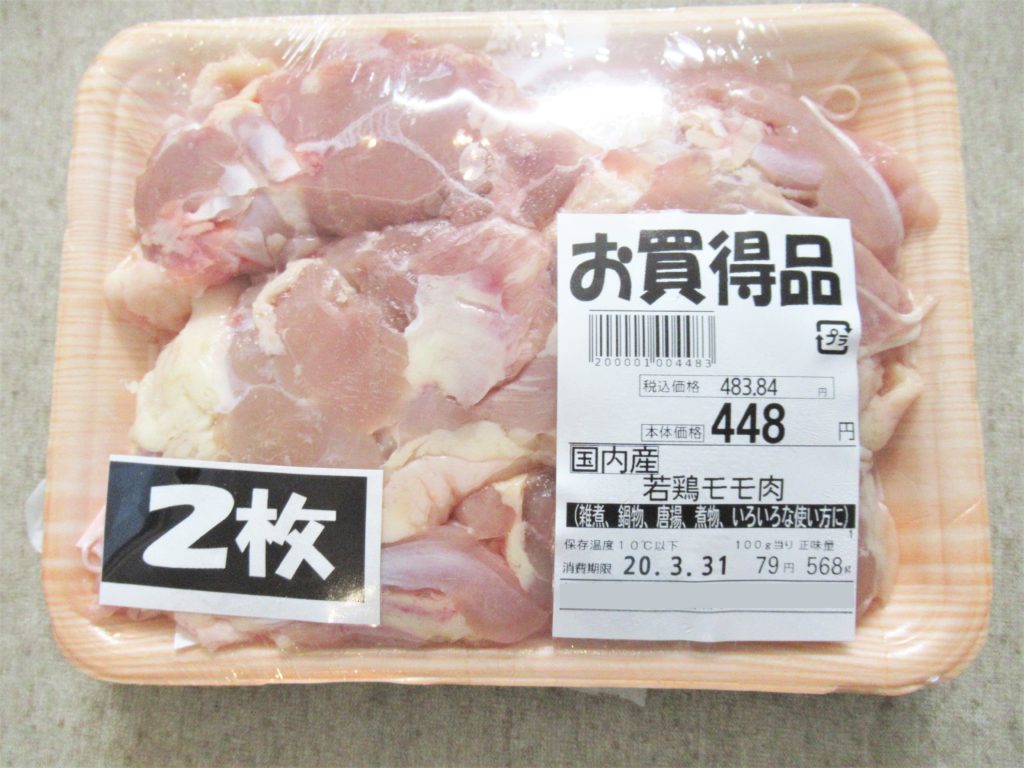 お買得品
プラ
200001004483
税込価格 483.84 円
本体価格 448 円
国内産
若鶏モモ肉
(雑煮、鍋物、唐揚、煮物、いろいろな使い方に)
保存温度10℃以下 100g当り 正味量
消費期限 20.3.31 79円 568g
2枚